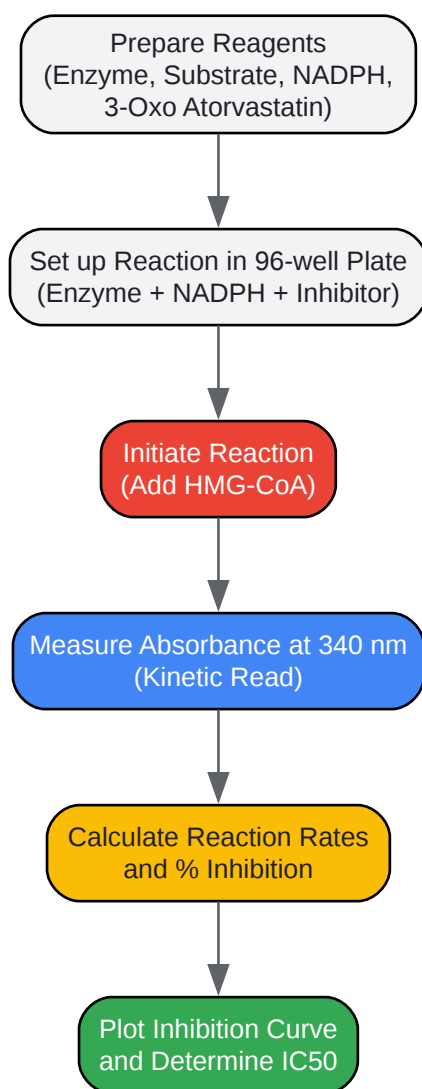 Prepare Reagents
(Enzyme, Substrate, NADPH,
3-Oxo Atorvastatin)
Set up Reaction in 96-well Plate
(Enzyme + NADPH + Inhibitor)
Initiate Reaction
(Add HMG-CoA)
Measure Absorbance at 340 nm
(Kinetic Read)
Calculate Reaction Rates
and % Inhibition
Plot Inhibition Curve
and Determine IC50